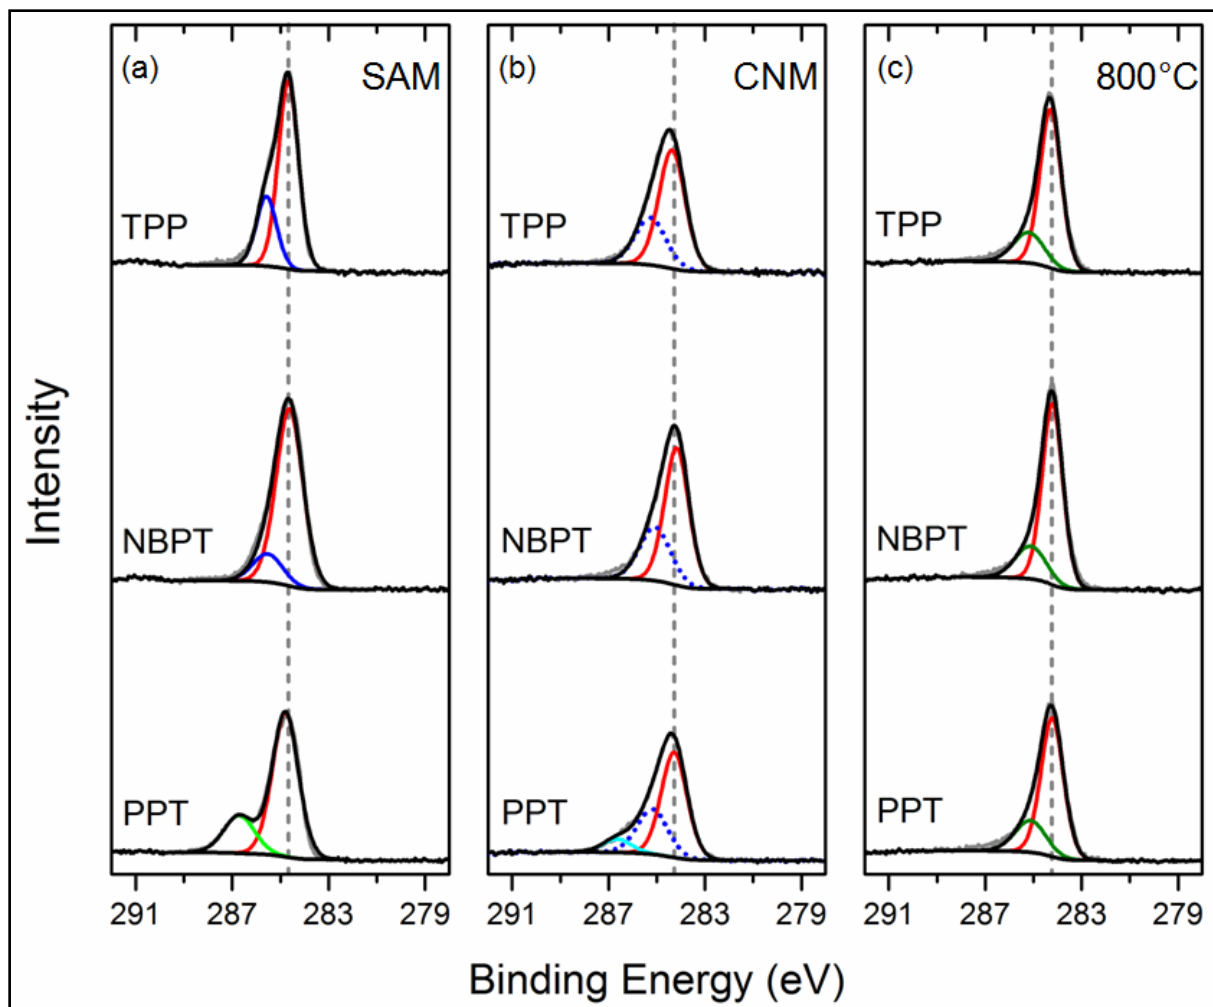 (a) SAM
(b) CNM
(c) 800°C
TPP
TPP
TPP
NBPT
NBPT
NBPT
PPT
PPT
PPT
Intensity
291 287 283 279
291 287 283 279
291 287 283 279
Binding Energy (eV)